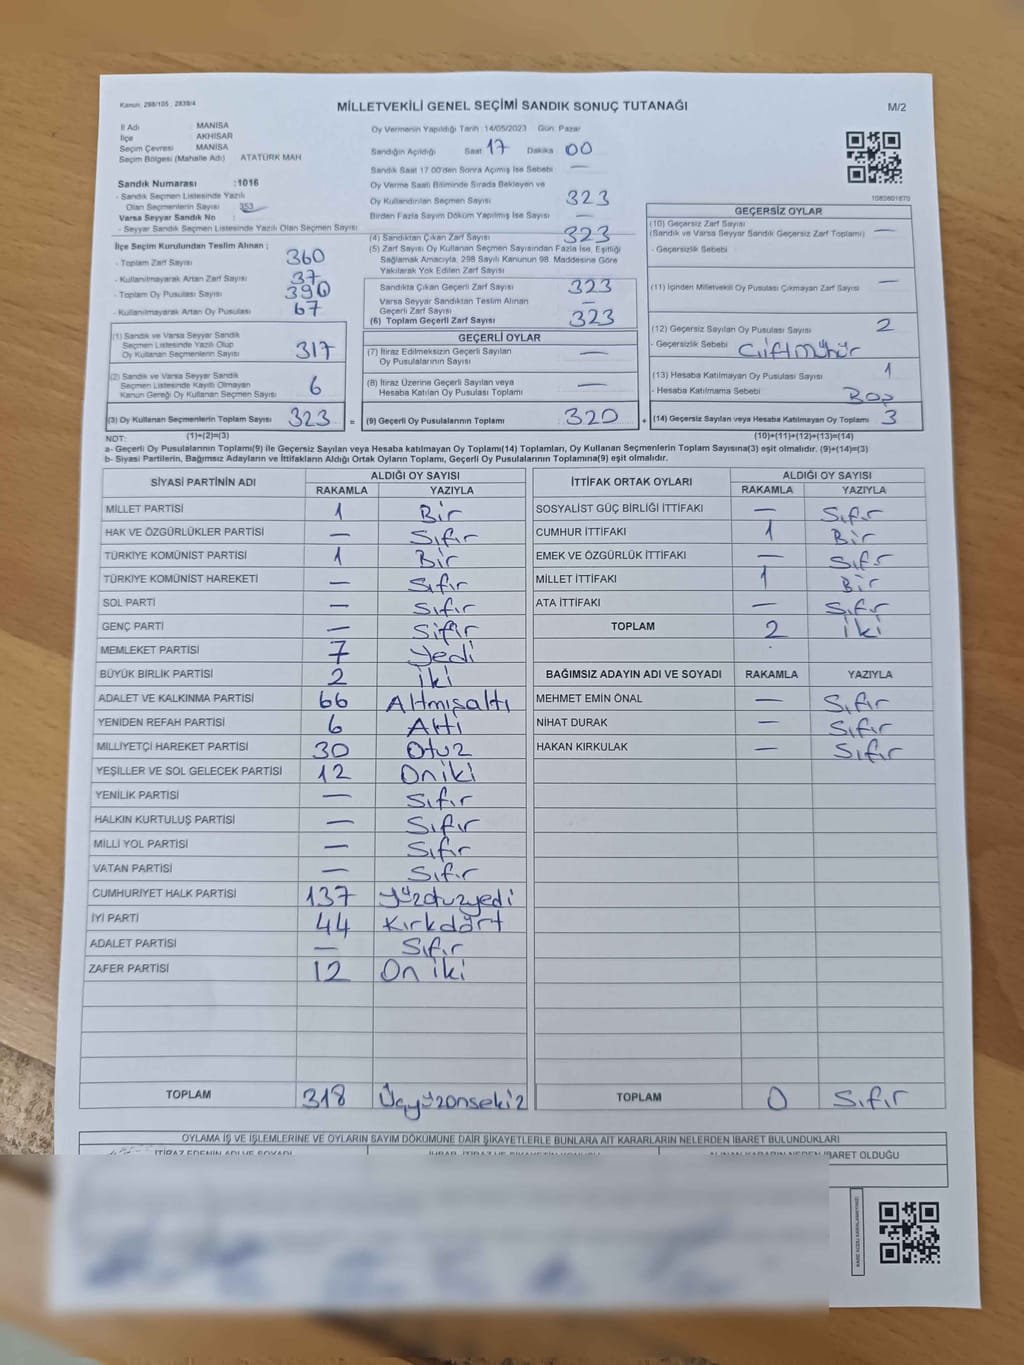 Kanun: 298/105 , 2839/4
MİLLETVEKİLİ GENEL SEÇİMİ SANDIK SONUÇ TUTANAĞI
M/2
İl Adı : MANİSA
İlçe : AKHİSAR
Seçim Çevresi : MANİSA
Seçim Bölgesi (Mahalle Adı) ATATÜRK MAH.
Oy Vermenin Yapıldığı Tarih 14/05/2023 Gün: Pazar
Sandığın Açıldığı Saat: 17 Dakika: 00
Sandık Saat 17:00'den Sonra Açılmış İse Sebebi : —
Sandık Numarası :1016
- Sandık Seçmen Listesinde Yazılı
Olan Seçmenlerin Sayısı : 353
Varsa Seyyar Sandık No :
- Seyyar Sandık Seçmen Listesinde Yazılı Olan Seçmen Sayısı
Oy Verme Saati Bitiminde Sırada Bekleyen ve
Oy Kullandırılan Seçmen Sayısı : 323
Birden Fazla Sayım Döküm Yapılmış İse Sayısı —
1083601870
İlçe Seçim Kurulundan Teslim Alınan ;
- Toplam Zarf Sayısı : 360
- Kullanılmayarak Artan Zarf Sayısı : 37
- Toplam Oy Pusulası Sayısı : 390
- Kullanılmayarak Artan Oy Pusulası : 67
(4) Sandıktan Çıkan Zarf Sayısı 323
(5) Zarf Sayısı Oy Kullanan Seçmen Sayısından Fazla İse, Eşitliği
Sağlamak Amacıyla, 298 Sayılı Kanunun 98. Maddesine Göre
Yakılarak Yok Edilen Zarf Sayısı
Sandıkta Çıkan Geçerli Zarf Sayısı 323
Varsa Seyyar Sandıktan Teslim Alınan
Geçerli Zarf Sayısı —
(6) Toplam Geçerli Zarf Sayısı 323
GEÇERSİZ OYLAR
(10) Geçersiz Zarf Sayısı
(Sandık ve Varsa Seyyar Sandık Geçersiz Zarf Toplamı) —
- Geçersizlik Sebebi :
(11) İçinden Milletvekili Oy Pusulası Çıkmayan Zarf Sayısı —
(12) Geçersiz Sayılan Oy Pusulası Sayısı 2
- Geçersizlik Sebebi Çift mühür
(13) Hesaba Katılmayan Oy Pusulası Sayısı 1
- Hesaba Katılmama Sebebi : Boş
(1) Sandık ve Varsa Seyyar Sandık
Seçmen Listesinde Yazılı Olup
Oy Kullanan Seçmenlerin Sayısı : 317
(2) Sandık ve Varsa Seyyar Sandık
Seçmen Listesinde Kayıtlı Olmayan
Kanun Gereği Oy Kullanan Seçmen Sayısı : 6
GEÇERLİ OYLAR
(7) İtiraz Edilmeksizin Geçerli Sayılan
Oy Pusulalarının Sayısı —
(8) İtiraz Üzerine Geçerli Sayılan veya
Hesaba Katılan Oy Pusulası Toplamı —
(3) Oy Kullanan Seçmenlerin Toplam Sayısı 323 = (9) Geçerli Oy Pusulalarının Toplamı 320 + (14) Geçersiz Sayılan veya Hesaba Katılmayan Oy Toplamı 3
NOT: (1)+(2)=(3) (10)+(11)+(12)+(13)=(14)
a- Geçerli Oy Pusulalarının Toplamı(9) ile Geçersiz Sayılan veya Hesaba katılmayan Oy Toplamı(14) Toplamları, Oy Kullanan Seçmenlerin Toplam Sayısına(3) eşit olmalıdır. (9)+(14)=(3)
b- Siyasi Partilerin, Bağımsız Adayların ve İttifakların Aldığı Ortak Oyların Toplamı, Geçerli Oy Pusulalarının Toplamına(9) eşit olmalıdır.
SİYASİ PARTİNİN ADI ALDIĞI OY SAYISI
RAKAMLA YAZIYLA
MİLLET PARTİSİ 1 Bir
HAK VE ÖZGÜRLÜKLER PARTİSİ — Sıfır
TÜRKİYE KOMÜNİST PARTİSİ 1 Bir
TÜRKİYE KOMÜNİST HAREKETİ — Sıfır
SOL PARTİ — Sıfır
GENÇ PARTİ — Sıfır
MEMLEKET PARTİSİ 7 Yedi
BÜYÜK BİRLİK PARTİSİ 2 İki
ADALET VE KALKINMA PARTİSİ 66 Altmışaltı
YENİDEN REFAH PARTİSİ 6 Altı
MİLLİYETÇİ HAREKET PARTİSİ 30 Otuz
YEŞİLLER VE SOL GELECEK PARTİSİ 12 Oniki
YENİLİK PARTİSİ — Sıfır
HALKIN KURTULUŞ PARTİSİ — Sıfır
MİLLİ YOL PARTİSİ — Sıfır
VATAN PARTİSİ — Sıfır
CUMHURİYET HALK PARTİSİ 137 Yüzotuzyedi
İYİ PARTİ 44 Kırkdört
ADALET PARTİSİ — Sıfır
ZAFER PARTİSİ 12 On iki
TOPLAM 318 Üçyüzonsekiz
İTTİFAK ORTAK OYLARI ALDIĞI OY SAYISI
RAKAMLA YAZIYLA
SOSYALİST GÜÇ BİRLİĞİ İTTİFAKI — Sıfır
CUMHUR İTTİFAKI 1 Bir
EMEK VE ÖZGÜRLÜK İTTİFAKI — Sıfır
MİLLET İTTİFAKI 1 Bir
ATA İTTİFAKI — Sıfır
TOPLAM 2 İki
BAĞIMSIZ ADAYIN ADI VE SOYADI RAKAMLA YAZIYLA
MEHMET EMİN ÖNAL — Sıfır
NİHAT DURAK — Sıfır
HAKAN KIRKULAK — Sıfır
TOPLAM 0 Sıfır
OYLAMA İŞ VE İŞLEMLERİNE VE OYLARIN SAYIM DÖKÜMÜNE DAİR ŞİKAYETLERLE BUNLARA AİT KARARLARIN NELERDEN İBARET BULUNDUKLARI
İTİRAZ EDENİN ADI VE SOYADI
İBARET OLDUĞU